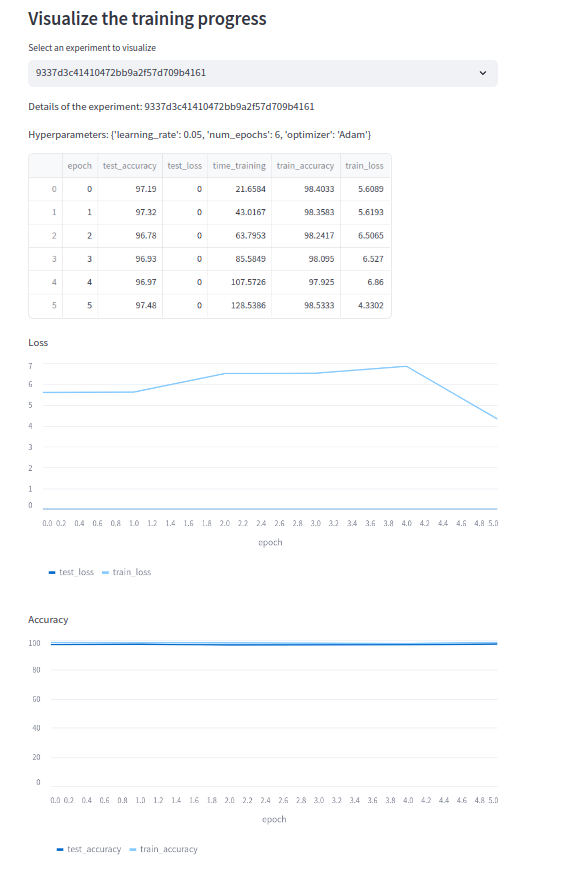 Visualize the training progress
Select an experiment to visualize
9337d3c41410472bb9a2f57d709b4161
Details of the experiment: 9337d3c41410472bb9a2f57d709b4161
Hyperparameters: {'learning_rate': 0.05, 'num_epochs': 6, 'optimizer': 'Adam'}
epoch test_accuracy test_loss time_training train_accuracy train_loss
0 0 97.19 0 21.6584 98.4033 5.6089
1 1 97.32 0 43.0167 98.3583 5.6193
2 2 96.78 0 63.7953 98.2417 6.5065
3 3 96.93 0 85.5849 98.095 6.527
4 4 96.97 0 107.5726 97.925 6.86
5 5 97.48 0 128.5386 98.5333 4.3302
Loss
7
6
5
4
3
2
1
0
0.0 0.2 0.4 0.6 0.8 1.0 1.2 1.4 1.6 1.8 2.0 2.2 2.4 2.6 2.8 3.0 3.2 3.4 3.6 3.8 4.0 4.2 4.4 4.6 4.8 5.0
epoch
test_loss train_loss
Accuracy
100
80
60
40
20
0
0.0 0.2 0.4 0.6 0.8 1.0 1.2 1.4 1.6 1.8 2.0 2.2 2.4 2.6 2.8 3.0 3.2 3.4 3.6 3.8 4.0 4.2 4.4 4.6 4.8 5.0
epoch
test_accuracy train_accuracy